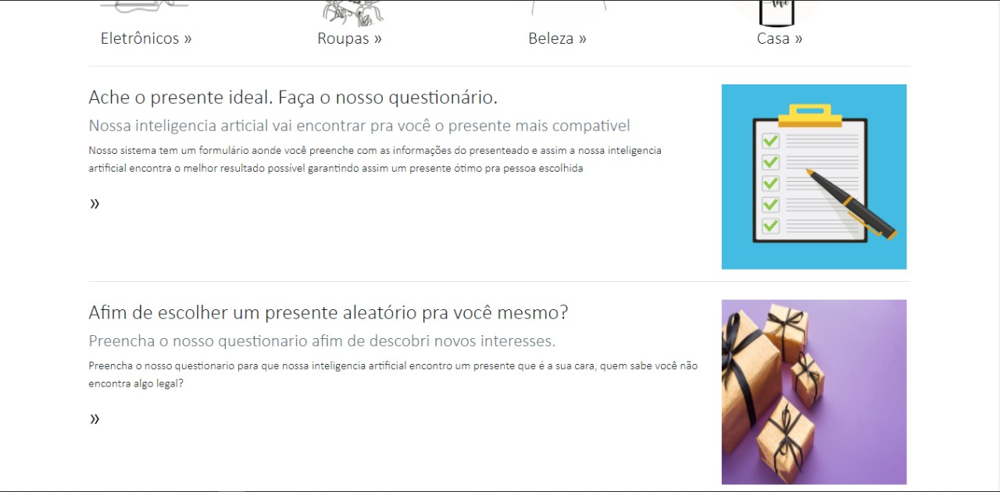 Eletrônicos »
Roupas »
Beleza »
Casa »
Ache o presente ideal. Faça o nosso questionário.
Nossa inteligencia articial vai encontrar pra você o presente mais compativel
Nosso sistema tem um formulário aonde você preenche com as informações do presenteado e assim a nossa inteligencia
artificial encontra o melhor resultado possível garantindo assim um presente ótimo pra pessoa escolhida
»
Afim de escolher um presente aleatório pra você mesmo?
Preencha o nosso questionario afim de descobri novos interesses.
Preencha o nosso questionario para que nossa inteligencia artificial encontro um presente que é a sua cara, quem sabe você não
encontra algo legal?
»